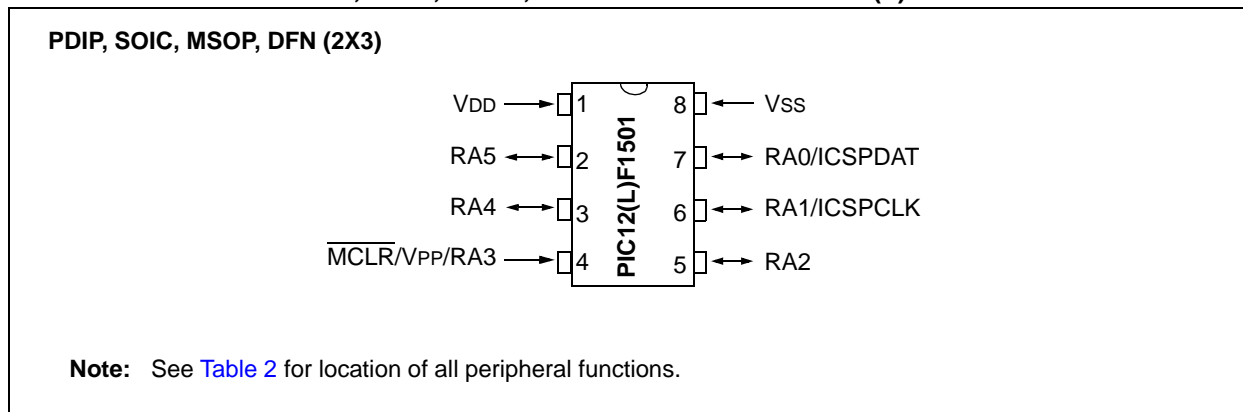 PDIP, SOIC, MSOP, DFN (2X3)
VDD 1 8 VSS
RA5 2 7 RA0/ICSPDAT
RA4 3 6 RA1/ICSPCLK
MCLR/VPP/RA3 4 5 RA2
PIC12(L)F1501
Note: See Table 2 for location of all peripheral functions.